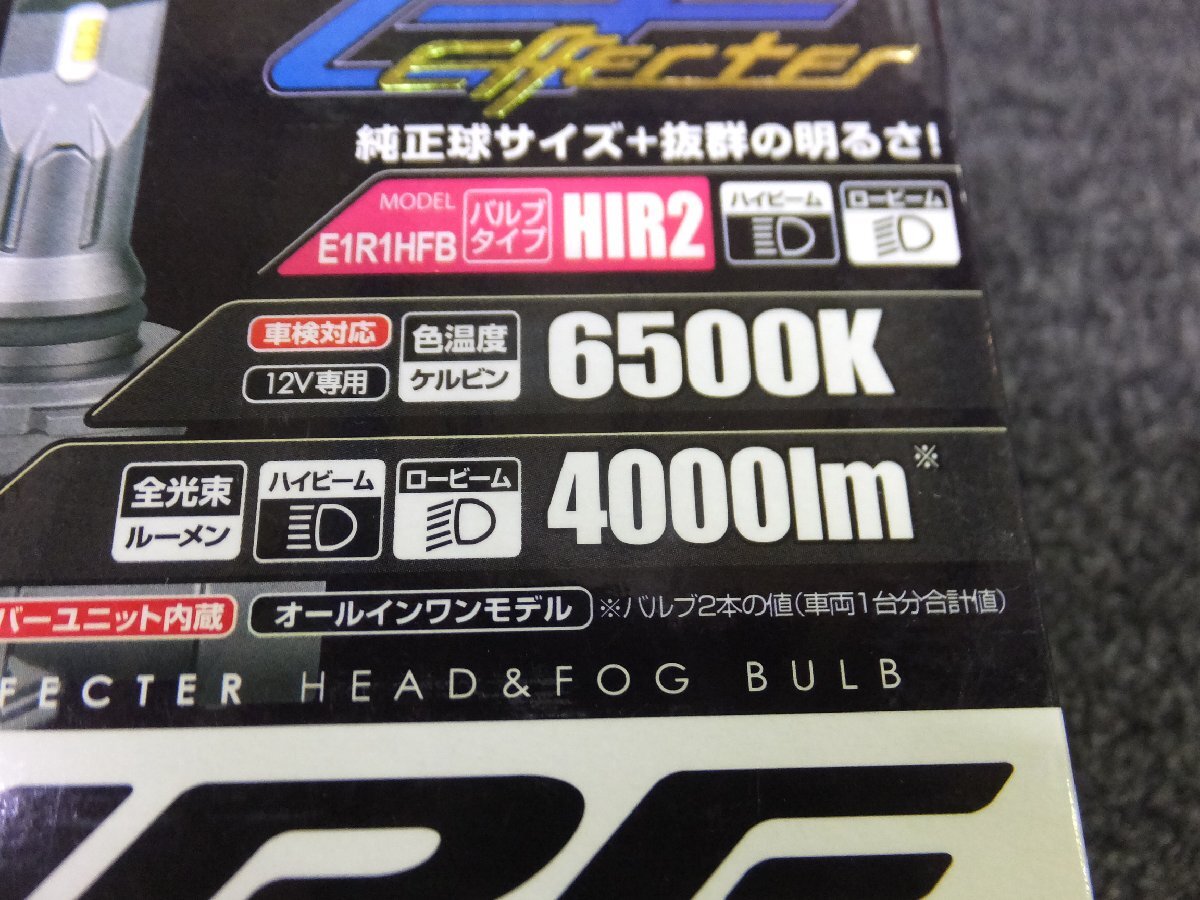 Effecter
純正球サイズ+抜群の明るさ!
MODEL
E1R1HFB
バルブ
タイプ
HIR2
ハイビーム
ロービーム
車検対応
12V専用
色温度
ケルビン
6500K
全光束
ルーメン
ハイビーム
ロービーム
4000lm※
バーユニット内蔵
オールインワンモデル
※バルブ2本の値(車両1台分合計値)
FECTER HEAD&FOG BULB